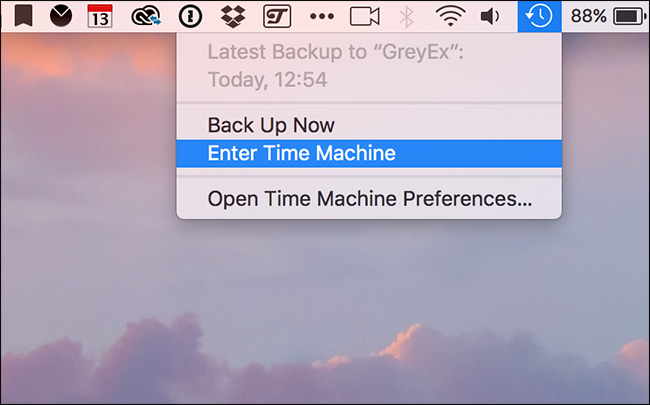 13
88%
Latest Backup to “GreyEx”:
Today, 12:54
Back Up Now
Enter Time Machine
Open Time Machine Preferences...